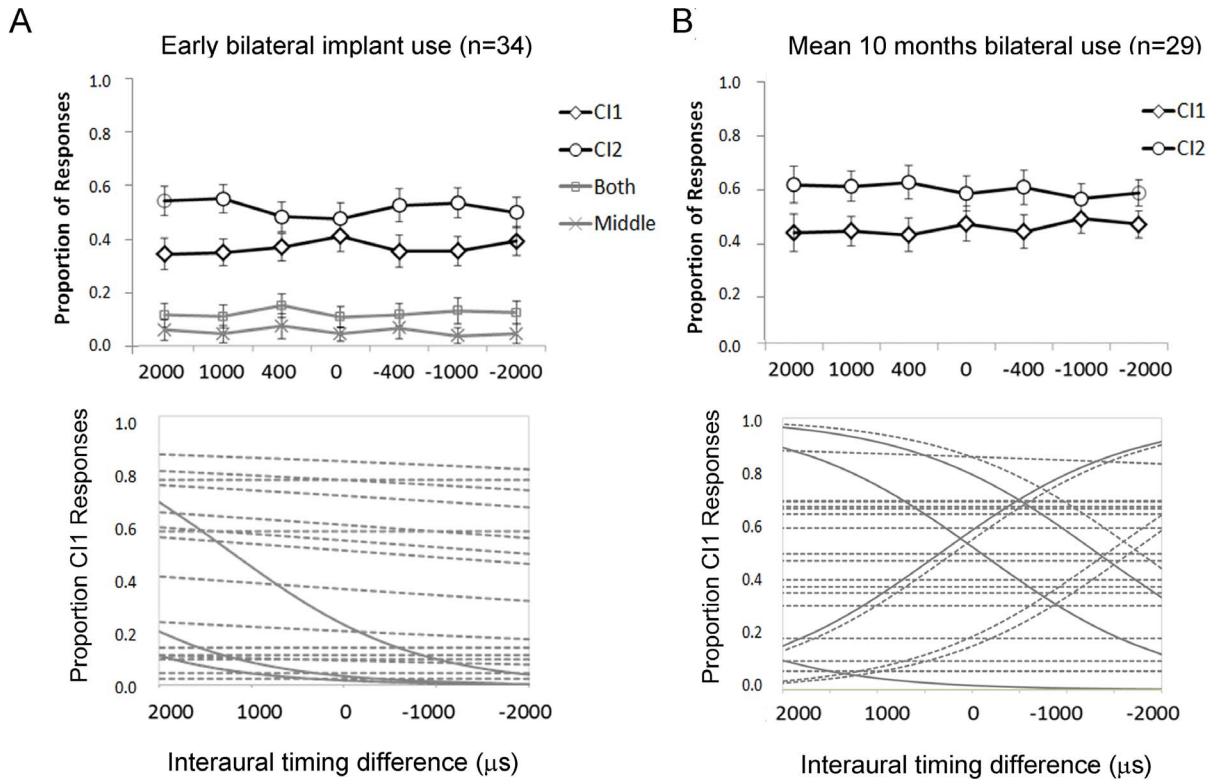 A
Early bilateral implant use (n=34)
Proportion of Responses
1.0
0.8
0.6
0.4
0.2
0.0
2000 1000 400 0 -400 -1000 -2000
CI1
CI2
Both
Middle
Proportion CI1 Responses
1.0
0.8
0.6
0.4
0.2
0.0
2000 1000 0 -1000 -2000
Interaural timing difference (μs)
B
Mean 10 months bilateral use (n=29)
Proportion of Responses
1.0
0.8
0.6
0.4
0.2
0.0
2000 1000 400 0 -400 -1000 -2000
CI1
CI2
Proportion CI1 Responses
1.0
0.8
0.6
0.4
0.2
0.0
2000 1000 0 -1000 -2000
Interaural timing difference (μs)